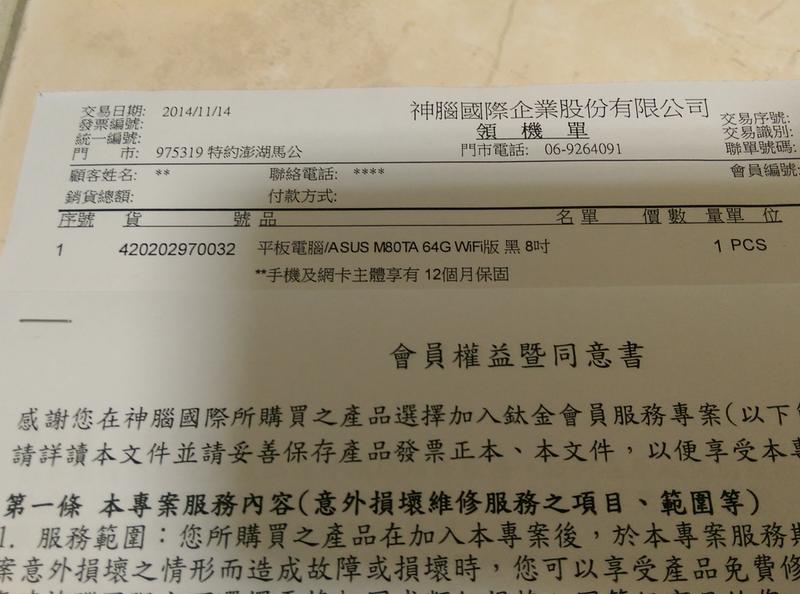 交易日期: 2014/11/14
神腦國際企業股份有限公司
交易序號:
發票編號:
領機單
交易識別:
統一編號:
門 市: 975319 特約澎湖馬公
門市電話: 06-9264091
聯單號碼:
顧客姓名: **
聯絡電話: ****
會員編號:
銷貨總額:
付款方式:
序號 貨 號 品 名 單 價 數 量 單 位
1 420202970032 平板電腦/ASUS M80TA 64G WiFi版 黑 8吋 1 PCS
**手機及網卡主體享有 12個月保固
會員權益暨同意書
感謝您在神腦國際所購買之產品選擇加入鈦金會員服務專案(以下
請詳讀本文件並請妥善保存產品發票正本、本文件,以便享受本專
第一條 本專案服務內容(意外損壞維修服務之項目、範圍等)
1. 服務範圍:您所購買之產品在加入本專案後,於本專案服務期
案意外損壞之情形而造成故障或損壞時,您可以享受產品免費修